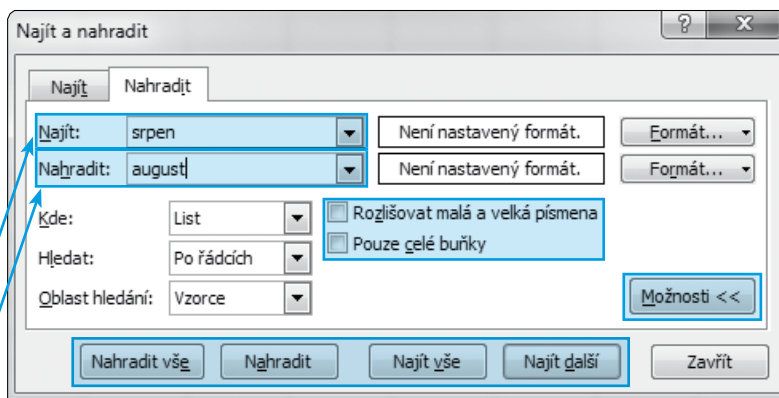 Najít a nahradit
Najít Nahradit
Najít: srpen Není nastavený formát. Formát...
Nahradit: august Není nastavený formát. Formát...
Kde: List Rozlišovat malá a velká písmena
Pouze celé buňky
Hledat: Po řádcích
Oblast hledání: Vzorce Možnosti <<
Nahradit vše Nahradit Najít vše Najít další Zavřít